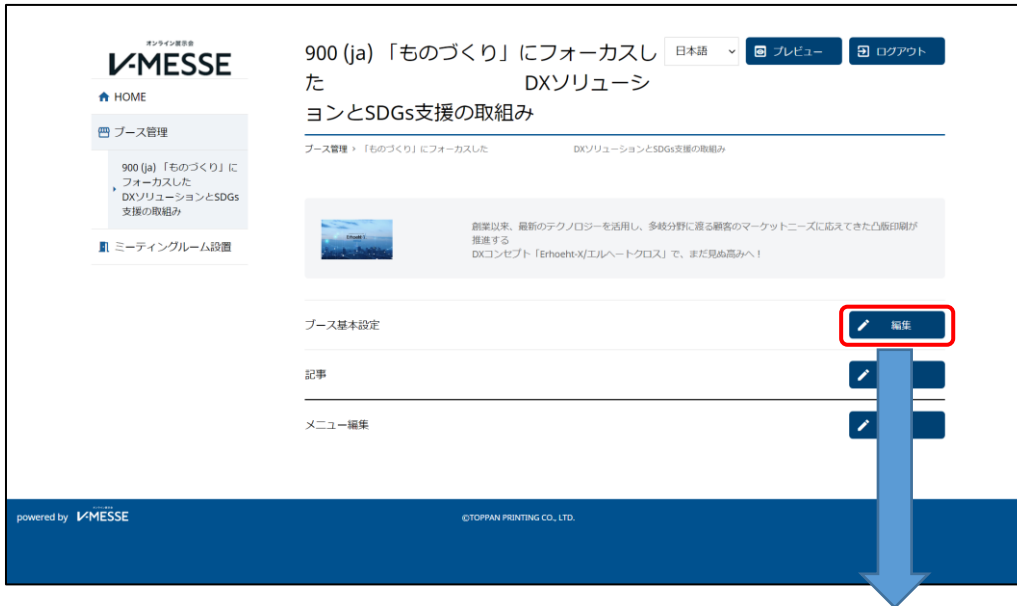 オンライン展示会
V-MESSE
HOME
ブース管理
900 (ja) 「ものづくり」に
フォーカスした
DXソリューションとSDGs
支援の取組み
ミーティングルーム設置
900 (ja) 「ものづくり」にフォーカスし
た DXソリューシ
ョンとSDGs支援の取組み
日本語
プレビュー
ログアウト
ブース管理 > 「ものづくり」にフォーカスした DXソリューションとSDGs支援の取組み
創業以来、最新のテクノロジーを活用し、多岐分野に渡る顧客のマーケットニーズに応えてきた凸版印刷が
推進する
DXコンセプト「Erhoeht-X/エルヘートクロス」で、まだ見ぬ高みへ！
ブース基本設定
編集
記事
メニュー編集
powered by V-MESSE
©TOPPAN PRINTING CO., LTD.